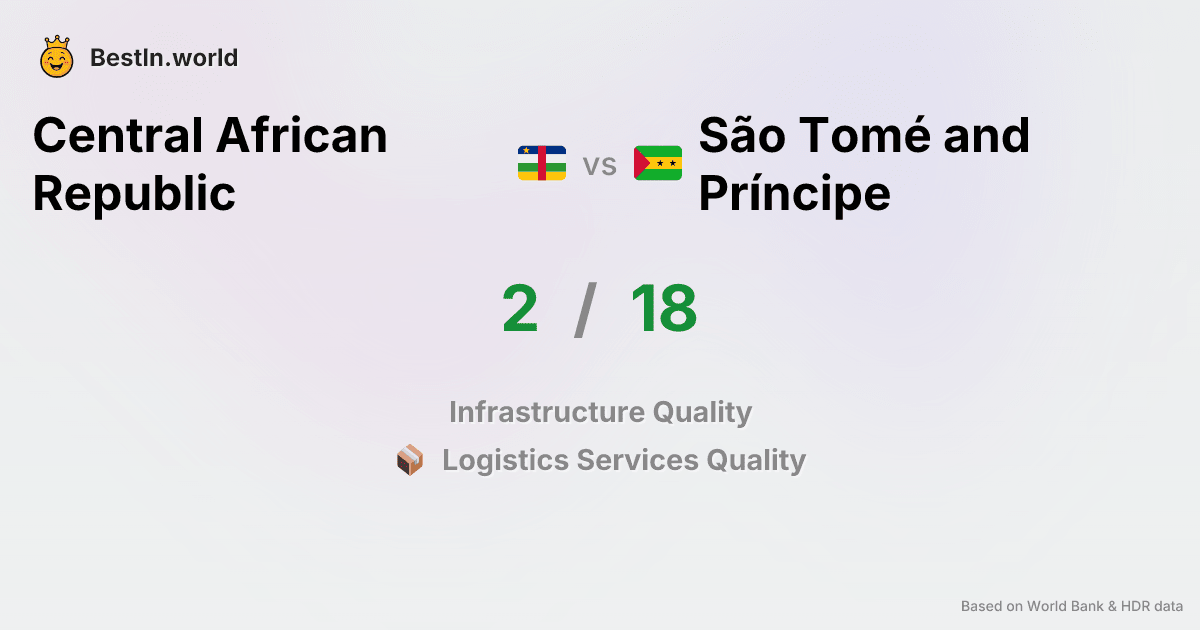 BestIn.world
Central African
Republic
vs
São Tomé and
Príncipe
2 / 18
Infrastructure Quality
Logistics Services Quality
Based on World Bank & HDR data